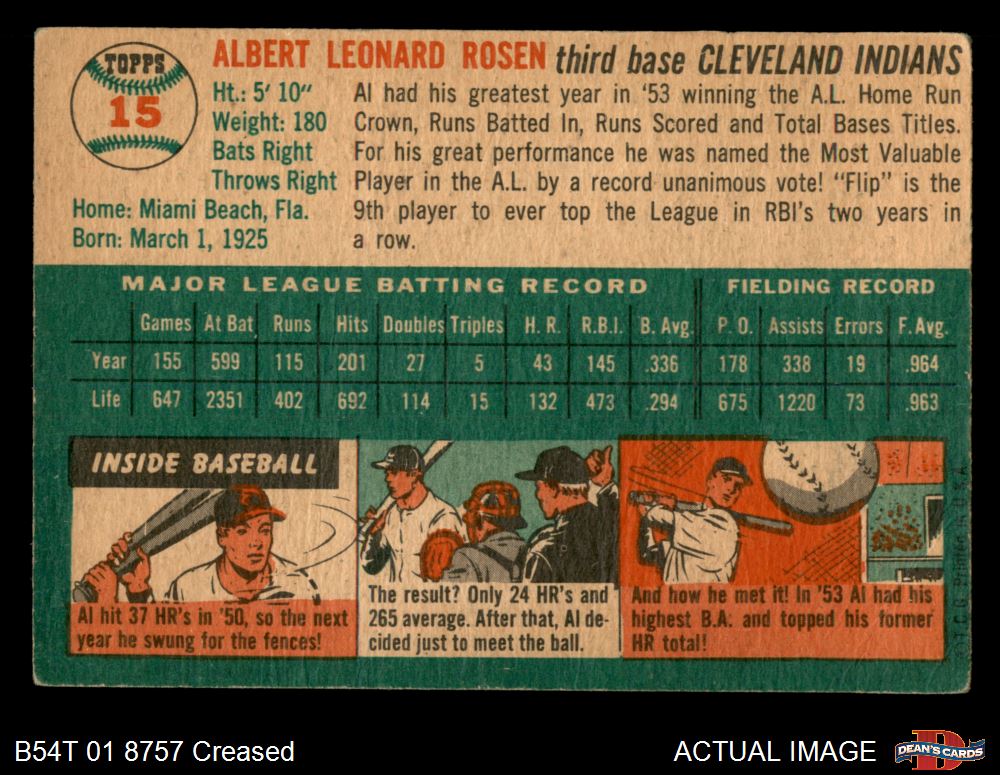 TOPPS
15
ALBERT LEONARD ROSEN third base CLEVELAND INDIANS
Ht.: 5' 10"
Weight: 180
Bats Right
Throws Right
Home: Miami Beach, Fla.
Born: March 1, 1925
Al had his greatest year in '53 winning the A.L. Home Run
Crown, Runs Batted In, Runs Scored and Total Bases Titles.
For his great performance he was named the Most Valuable
Player in the A.L. by a record unanimous vote! "Flip" is the
9th player to ever top the League in RBI's two years in
a row.
MAJOR LEAGUE BATTING RECORD FIELDING RECORD
Games At Bat Runs Hits Doubles Triples H. R. R.B.I. B. Avg. P. O. Assists Errors F. Avg.
Year 155 599 115 201 27 5 43 145 .336 178 338 19 .964
Life 647 2351 402 692 114 15 132 473 .294 675 1220 73 .963
INSIDE BASEBALL
Al hit 37 HR's in '50, so the next
year he swung for the fences!
The result? Only 24 HR's and
265 average. After that, Al de-
cided just to meet the ball.
And how he met it! In '53 Al had his
highest B.A. and topped his former
HR total!
T.C.G. Printed in U.S.A.
B54T 01 8757 Creased
ACTUAL IMAGE
DEAN'S CARDS